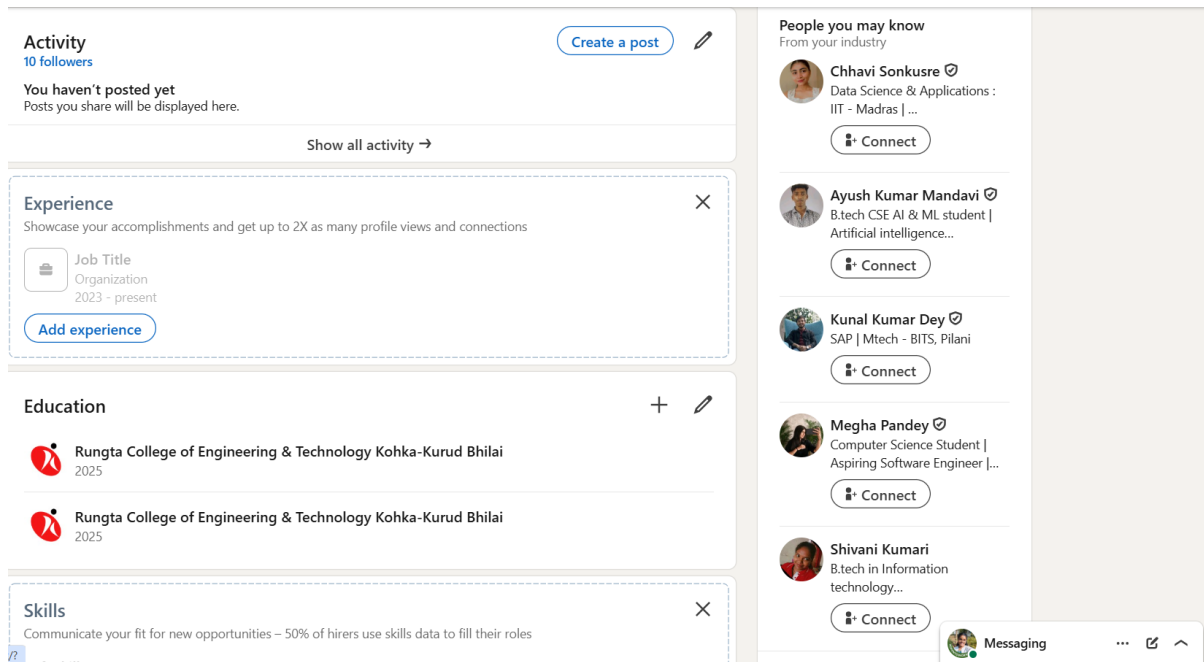 Activity
Create a post
10 followers
You haven't posted yet
Posts you share will be displayed here.
Show all activity →
Experience
Showcase your accomplishments and get up to 2X as many profile views and connections
Job Title
Organization
2023 - present
Add experience
Education
Rungta College of Engineering & Technology Kohka-Kurud Bhilai
2025
Rungta College of Engineering & Technology Kohka-Kurud Bhilai
2025
Skills
Communicate your fit for new opportunities – 50% of hirers use skills data to fill their roles
/?
People you may know
From your industry
Chhavi Sonkusre
Data Science & Applications :
IIT - Madras | ...
Connect
Ayush Kumar Mandavi
B.tech CSE AI & ML student |
Artificial intelligence...
Connect
Kunal Kumar Dey
SAP | Mtech - BITS, Pilani
Connect
Megha Pandey
Computer Science Student |
Aspiring Software Engineer |...
Connect
Shivani Kumari
B.tech in Information
technology...
Connect
Messaging